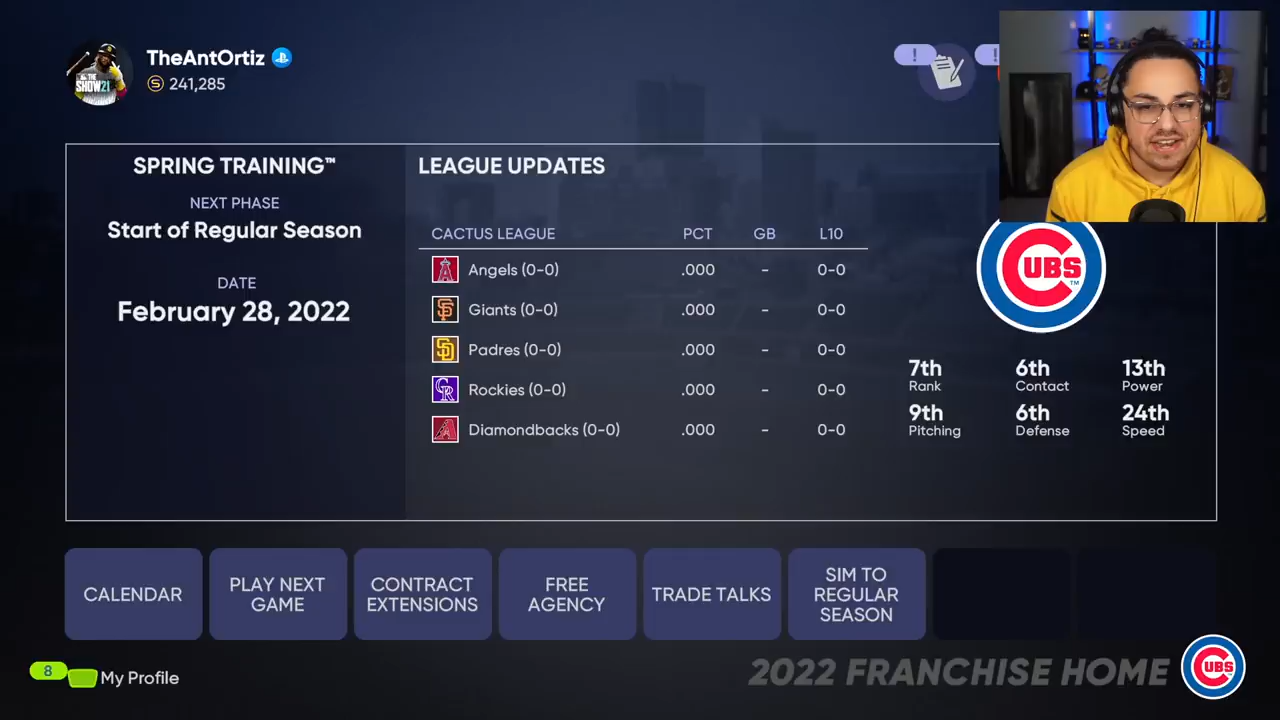 TheAntOrtiz
S 241,285
THE
SHOW21
!
!
SPRING TRAINING™
NEXT PHASE
Start of Regular Season
DATE
February 28, 2022
LEAGUE UPDATES
CACTUS LEAGUE PCT GB L10
Angels (0-0) .000 - 0-0
Giants (0-0) .000 - 0-0
Padres (0-0) .000 - 0-0
Rockies (0-0) .000 - 0-0
Diamondbacks (0-0) .000 - 0-0
CUBS™
7th 6th 13th
Rank Contact Power
9th 6th 24th
Pitching Defense Speed
CALENDAR
PLAY NEXT
GAME
CONTRACT
EXTENSIONS
FREE
AGENCY
TRADE TALKS
SIM TO
REGULAR
SEASON
8 My Profile
2022 FRANCHISE HOME
CUBS